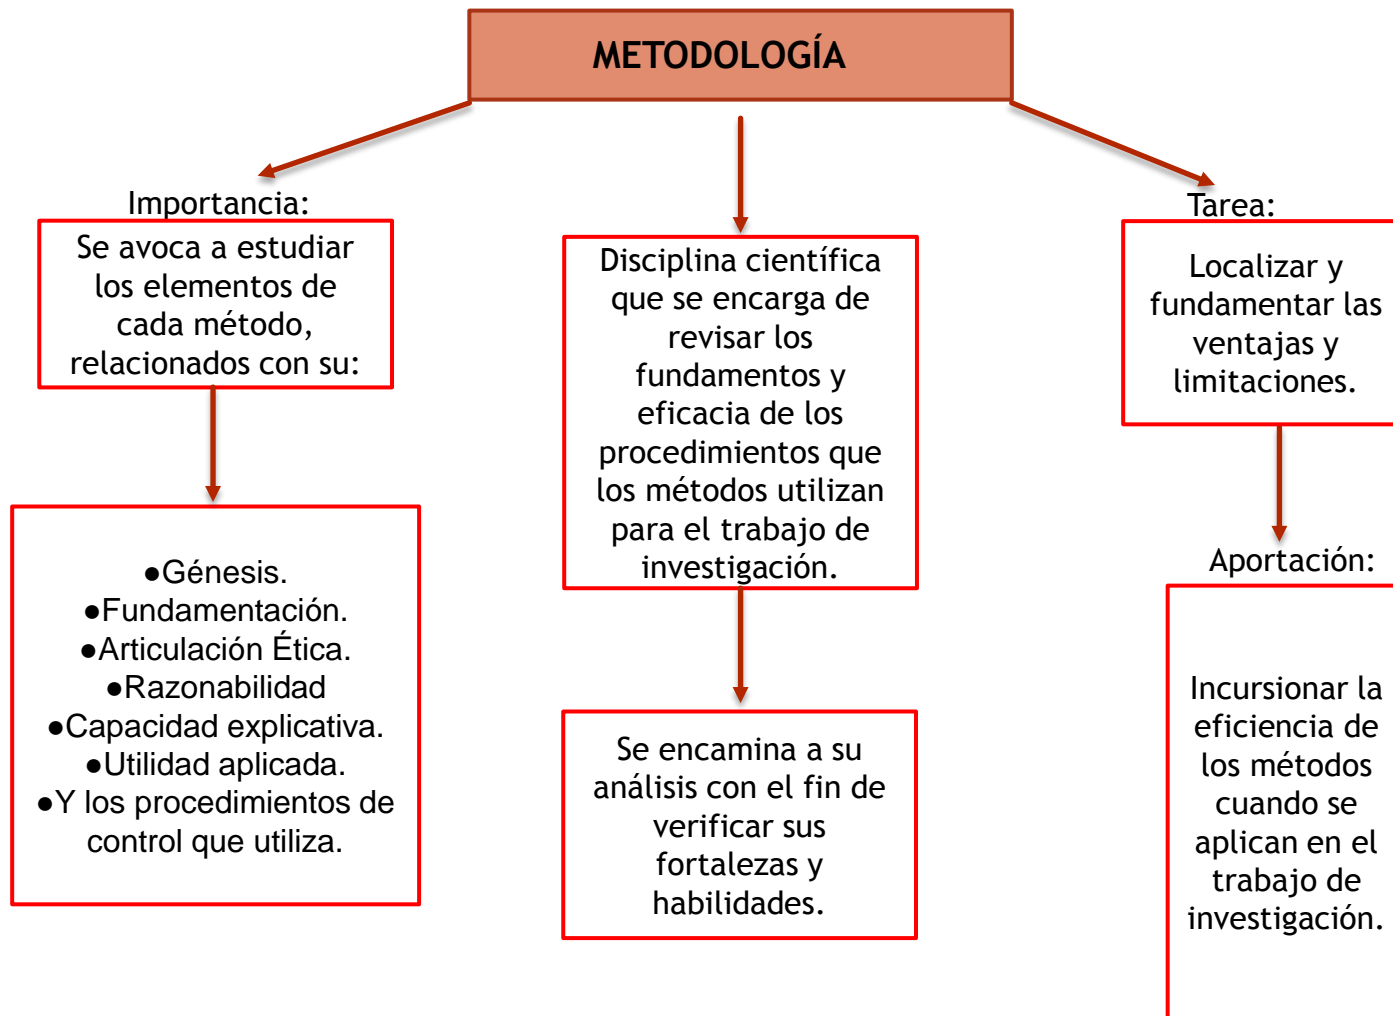 METODOLOGÍA
Importancia:
Se avoca a estudiar
los elementos de
cada método,
relacionados con su:
●Génesis.
●Fundamentación.
●Articulación Ética.
●Razonabilidad
●Capacidad explicativa.
●Utilidad aplicada.
●Y los procedimientos de
control que utiliza.
Disciplina científica
que se encarga de
revisar los
fundamentos y
eficacia de los
procedimientos que
los métodos utilizan
para el trabajo de
investigación.
Se encamina a su
análisis con el fin de
verificar sus
fortalezas y
habilidades.
Tarea:
Localizar y
fundamentar las
ventajas y
limitaciones.
Aportación:
Incursionar la
eficiencia de
los métodos
cuando se
aplican en el
trabajo de
investigación.